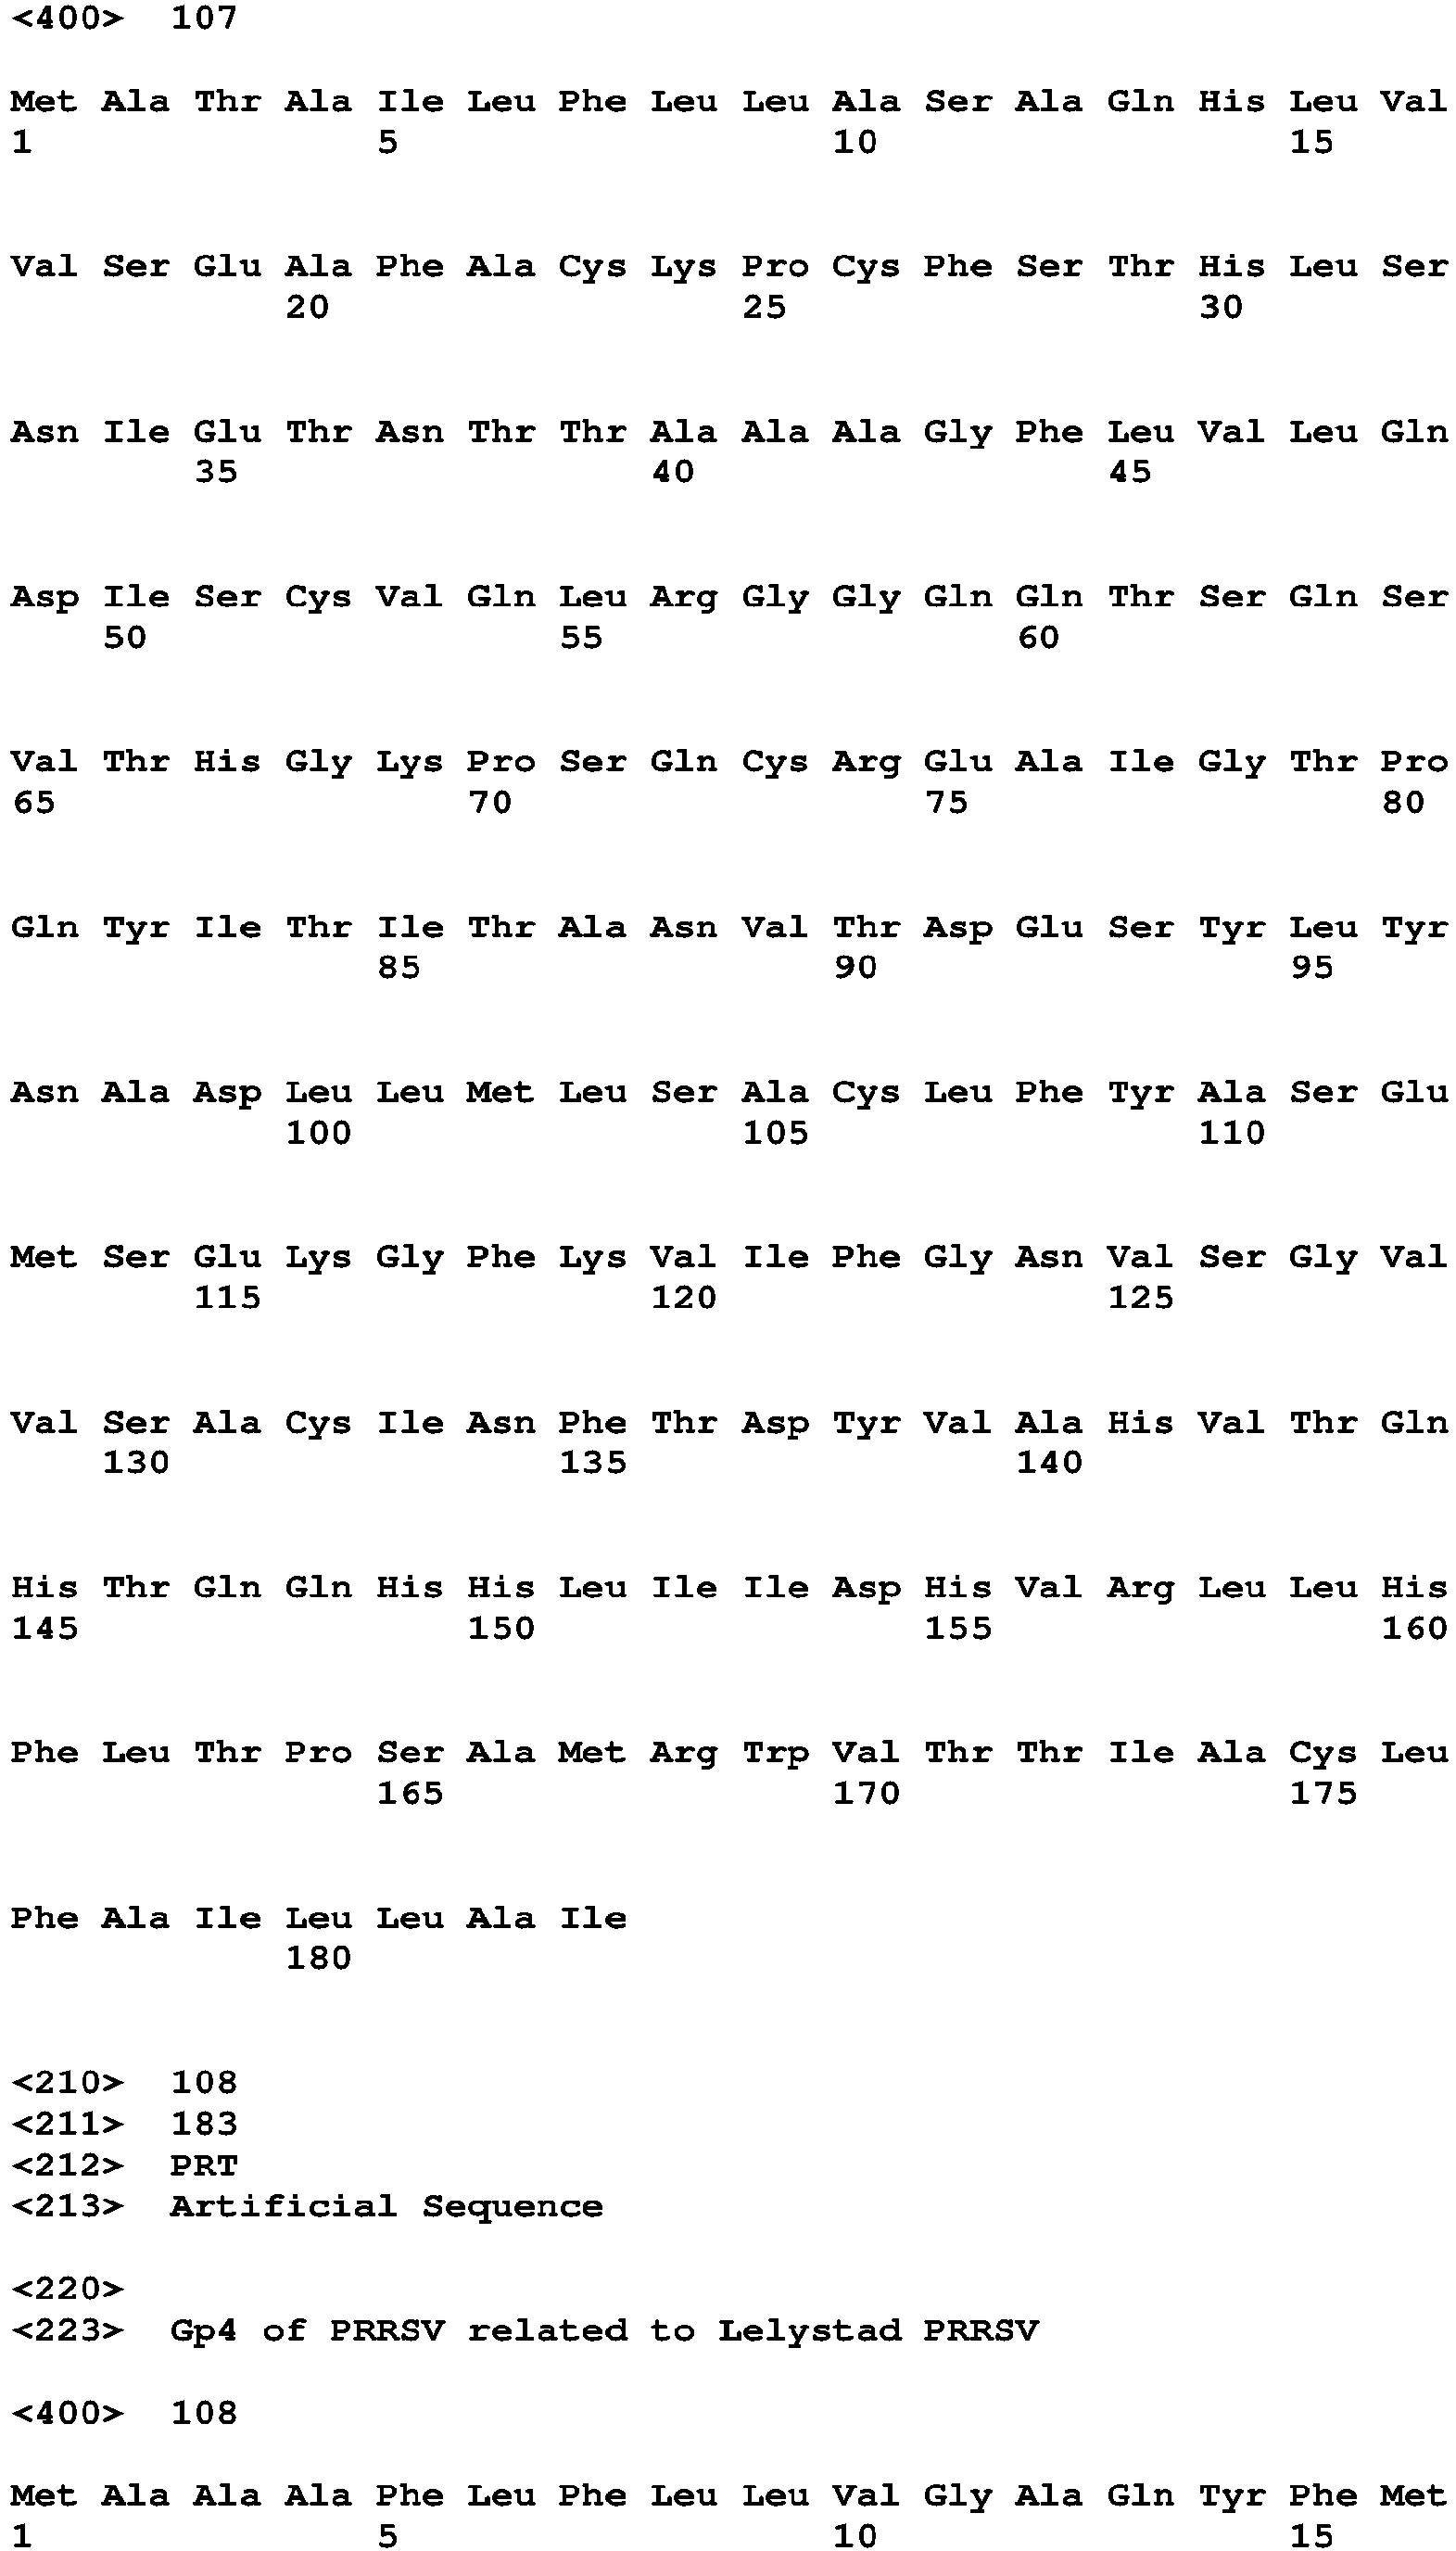 <400> 107
Met Ala Thr Ala Ile Leu Phe Leu Leu Ala Ser Ala Gln His Leu Val
1 5 10 15
Val Ser Glu Ala Phe Ala Cys Lys Pro Cys Phe Ser Thr His Leu Ser
20 25 30
Asn Ile Glu Thr Asn Thr Thr Ala Ala Ala Gly Phe Leu Val Leu Gln
35 40 45
Asp Ile Ser Cys Val Gln Leu Arg Gly Gly Gln Gln Thr Ser Gln Ser
50 55 60
Val Thr His Gly Lys Pro Ser Gln Cys Arg Glu Ala Ile Gly Thr Pro
65 70 75 80
Gln Tyr Ile Thr Ile Thr Ala Asn Val Thr Asp Glu Ser Tyr Leu Tyr
85 90 95
Asn Ala Asp Leu Leu Met Leu Ser Ala Cys Leu Phe Tyr Ala Ser Glu
100 105 110
Met Ser Glu Lys Gly Phe Lys Val Ile Phe Gly Asn Val Ser Gly Val
115 120 125
Val Ser Ala Cys Ile Asn Phe Thr Asp Tyr Val Ala His Val Thr Gln
130 135 140
His Thr Gln Gln His His Leu Ile Ile Asp His Val Arg Leu Leu His
145 150 155 160
Phe Leu Thr Pro Ser Ala Met Arg Trp Val Thr Thr Ile Ala Cys Leu
165 170 175
Phe Ala Ile Leu Leu Ala Ile
180
<210> 108
<211> 183
<212> PRT
<213> Artificial Sequence
<220>
<223> Gp4 of PRRSV related to Lelystad PRRSV
<400> 108
Met Ala Ala Ala Phe Leu Phe Leu Leu Val Gly Ala Gln Tyr Phe Met
1 5 10 15